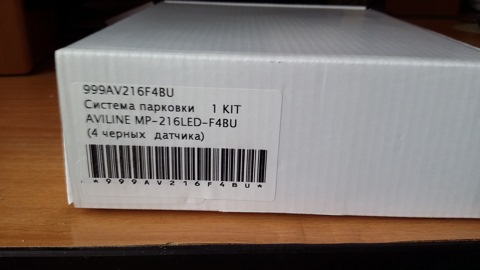 999AV216F4BU
Система парковки 1 KIT
AVILINE MP-216LED-F4BU
(4 черных датчика)
*999AV216F4BU*